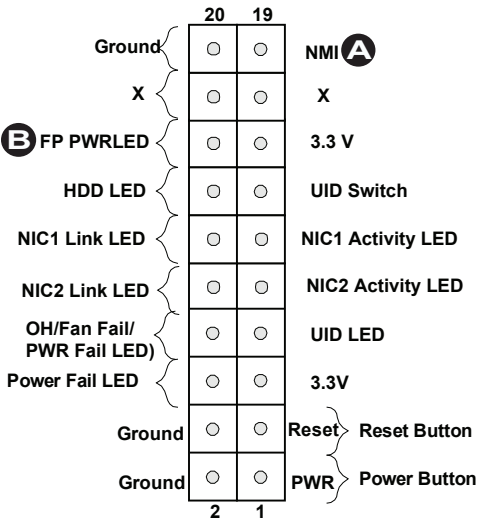 20 19
Ground NMI A
X X
B FP PWRLED 3.3 V
HDD LED UID Switch
NIC1 Link LED NIC1 Activity LED
NIC2 Link LED NIC2 Activity LED
OH/Fan Fail/
PWR Fail LED) UID LED
Power Fail LED 3.3V
Ground Reset Reset Button
Ground PWR Power Button
2 1